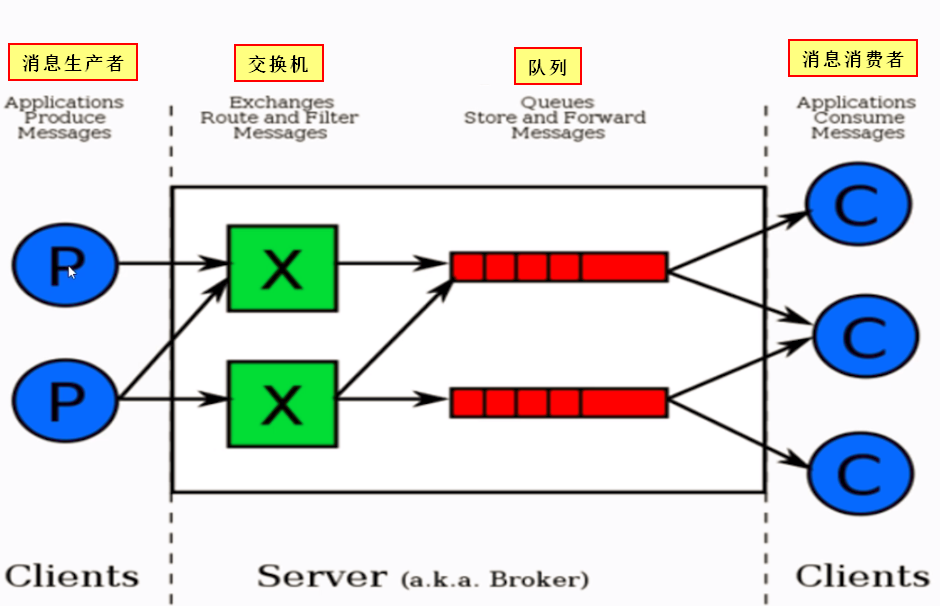 消息生产者
交换机
队列
消息消费者
Applications
Produce
Messages
Exchanges
Route and Filter
Messages
Queues
Store and Forward
Messages
Applications
Consume
Messages
P
X
C
P
X
C
C
Clients
Server (a.k.a. Broker)
Clients